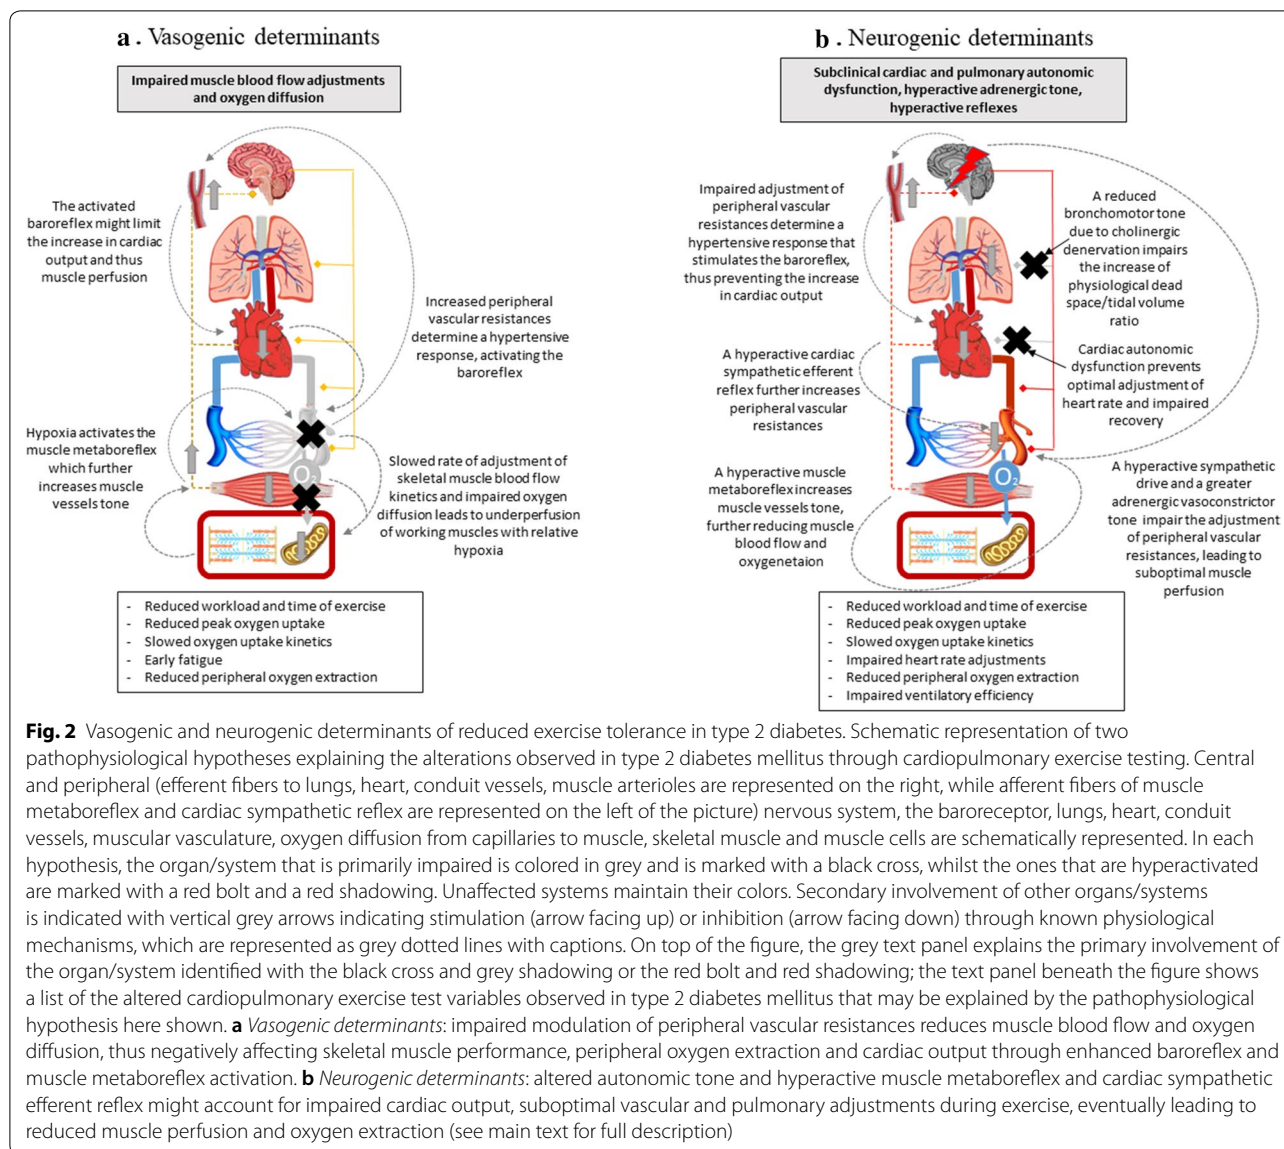 a . Vasogenic determinants
Impaired muscle blood flow adjustments
and oxygen diffusion
The activated
baroreflex might limit
the increase in cardiac
output and thus
muscle perfusion
Increased peripheral
vascular resistances
determine a hypertensive
response, activating the
baroreflex
Hypoxia activates the
muscle metaboreflex
which further
increases muscle
vessels tone
Slowed rate of adjustment of
skeletal muscle blood flow
kinetics and impaired oxygen
diffusion leads to underperfusion
of working muscles with relative
hypoxia
O2
- Reduced workload and time of exercise
- Reduced peak oxygen uptake
- Slowed oxygen uptake kinetics
- Early fatigue
- Reduced peripheral oxygen extraction
b . Neurogenic determinants
Subclinical cardiac and pulmonary autonomic
dysfunction, hyperactive adrenergic tone,
hyperactive reflexes
Impaired adjustment of
peripheral vascular
resistances determine a
hypertensive response that
stimulates the baroreflex,
thus preventing the increase
in cardiac output
A reduced
bronchomotor tone
due to cholinergic
denervation impairs
the increase of
physiological dead
space/tidal volume
ratio
A hyperactive cardiac
sympathetic efferent
reflex further increases
peripheral vascular
resistances
Cardiac autonomic
dysfunction prevents
optimal adjustment of
heart rate and impaired
recovery
A hyperactive muscle
metaboreflex increases
muscle vessels tone,
further reducing muscle
blood flow and
oxygenetaion
O2
A hyperactive sympathetic
drive and a greater
adrenergic vasoconstrictor
tone impair the adjustment
of peripheral vascular
resistances, leading to
suboptimal muscle
perfusion
- Reduced workload and time of exercise
- Reduced peak oxygen uptake
- Slowed oxygen uptake kinetics
- Impaired heart rate adjustments
- Reduced peripheral oxygen extraction
- Impaired ventilatory efficiency
Fig. 2 Vasogenic and neurogenic determinants of reduced exercise tolerance in type 2 diabetes. Schematic representation of two
pathophysiological hypotheses explaining the alterations observed in type 2 diabetes mellitus through cardiopulmonary exercise testing. Central
and peripheral (efferent fibers to lungs, heart, conduit vessels, muscle arterioles are represented on the right, while afferent fibers of muscle
metaboreflex and cardiac sympathetic reflex are represented on the left of the picture) nervous system, the baroreceptor, lungs, heart, conduit
vessels, muscular vasculature, oxygen diffusion from capillaries to muscle, skeletal muscle and muscle cells are schematically represented. In each
hypothesis, the organ/system that is primarily impaired is colored in grey and is marked with a black cross, whilst the ones that are hyperactivated
are marked with a red bolt and a red shadowing. Unaffected systems maintain their colors. Secondary involvement of other organs/systems
is indicated with vertical grey arrows indicating stimulation (arrow facing up) or inhibition (arrow facing down) through known physiological
mechanisms, which are represented as grey dotted lines with captions. On top of the figure, the grey text panel explains the primary involvement of
the organ/system identified with the black cross and grey shadowing or the red bolt and red shadowing; the text panel beneath the figure shows
a list of the altered cardiopulmonary exercise test variables observed in type 2 diabetes mellitus that may be explained by the pathophysiological
hypothesis here shown. a Vasogenic determinants: impaired modulation of peripheral vascular resistances reduces muscle blood flow and oxygen
diffusion, thus negatively affecting skeletal muscle performance, peripheral oxygen extraction and cardiac output through enhanced baroreflex and
muscle metaboreflex activation. b Neurogenic determinants: altered autonomic tone and hyperactive muscle metaboreflex and cardiac sympathetic
efferent reflex might account for impaired cardiac output, suboptimal vascular and pulmonary adjustments during exercise, eventually leading to
reduced muscle perfusion and oxygen extraction (see main text for full description)